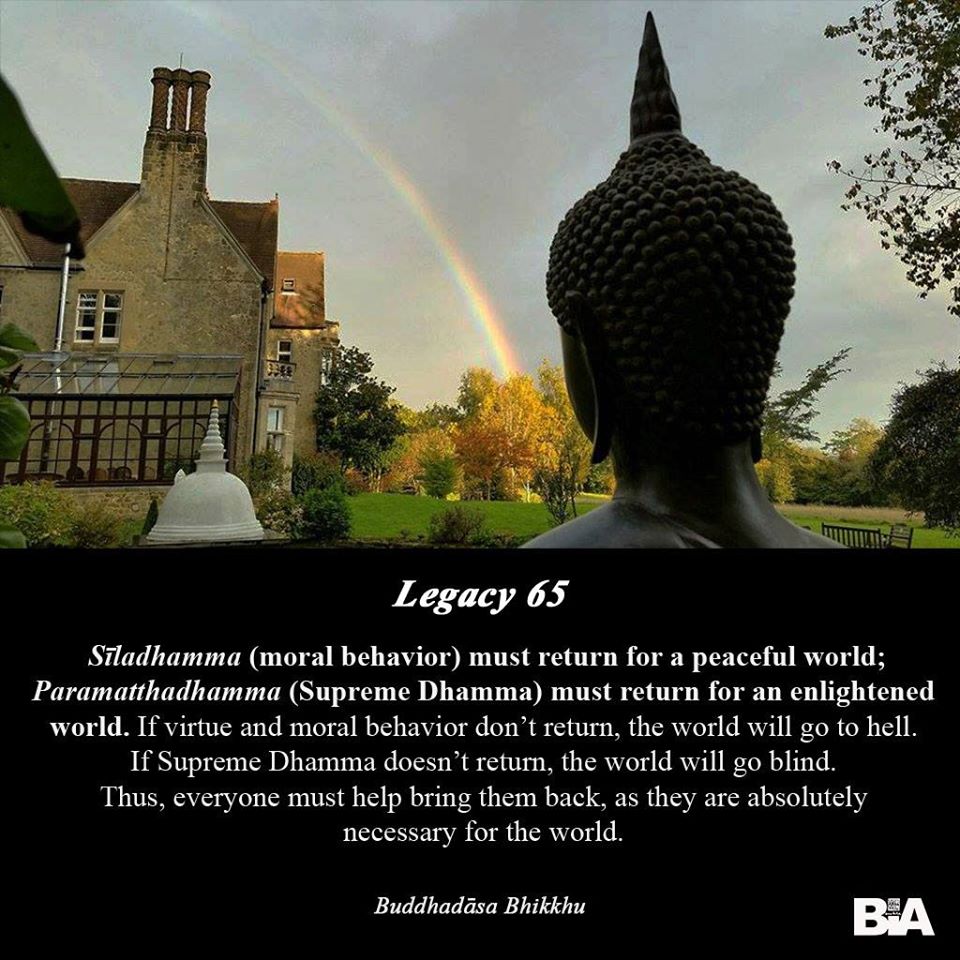 Legacy 65
Sīladhamma (moral behavior) must return for a peaceful world;
Paramatthadhamma (Supreme Dhamma) must return for an enlightened
world. If virtue and moral behavior don’t return, the world will go to hell.
If Supreme Dhamma doesn’t return, the world will go blind.
Thus, everyone must help bring them back, as they are absolutely
necessary for the world.
Buddhadāsa Bhikkhu
BiA